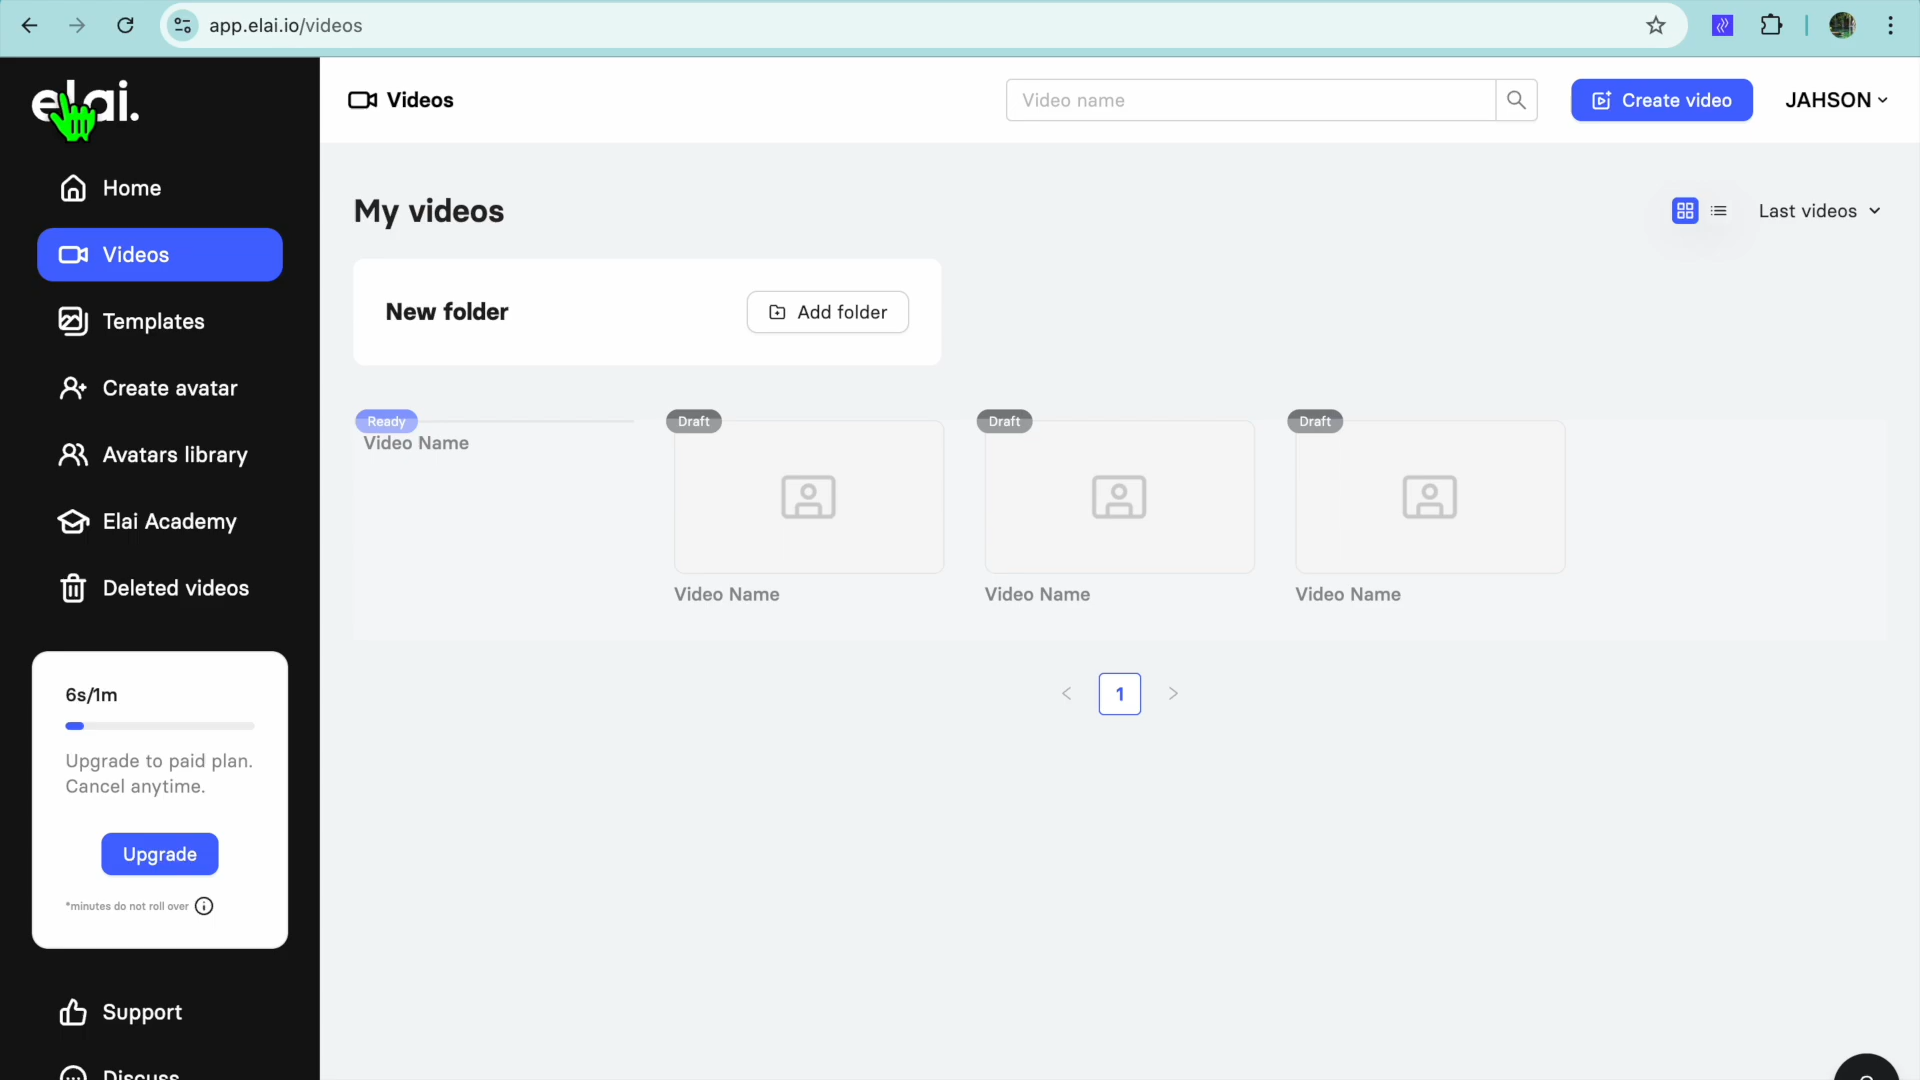 app.elai.io/videos
elai.
Videos
Video name
Create video
JAHSON
Home
Videos
Templates
Create avatar
Avatars library
Elai Academy
Deleted videos
6s/1m
Upgrade to paid plan.
Cancel anytime.
Upgrade
*minutes do not roll over
Support
Discuss
My videos
Last videos
New folder
Add folder
Ready
Video Name
Draft
Video Name
Draft
Video Name
Draft
Video Name
1